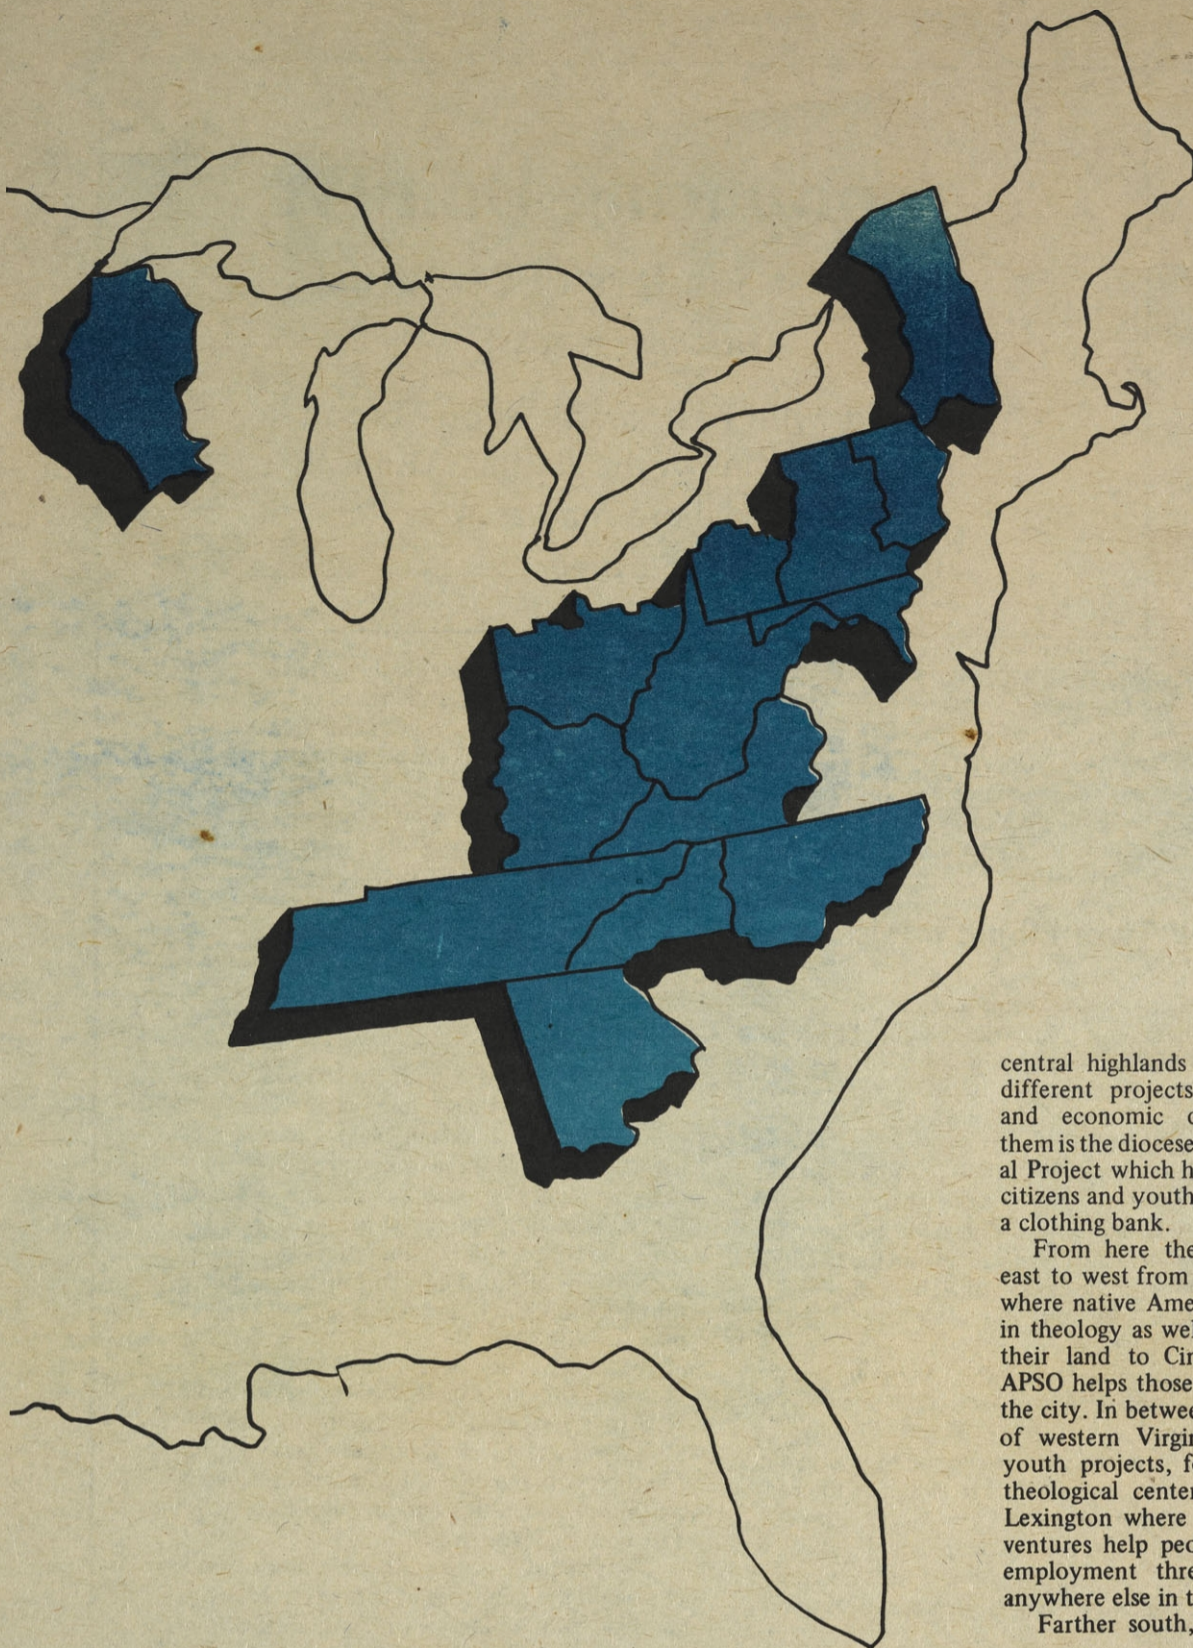 central highlands
different projects
and economic
them is the diocese
al Project which h
citizens and youth
a clothing bank.
From here the
east to west from
where native Ame
in theology as wel
their land to Cin
APSO helps those
the city. In betwee
of western Virgin
youth projects, f
theological center
Lexington where
ventures help peo
employment thre
anywhere else in t
Farther south,